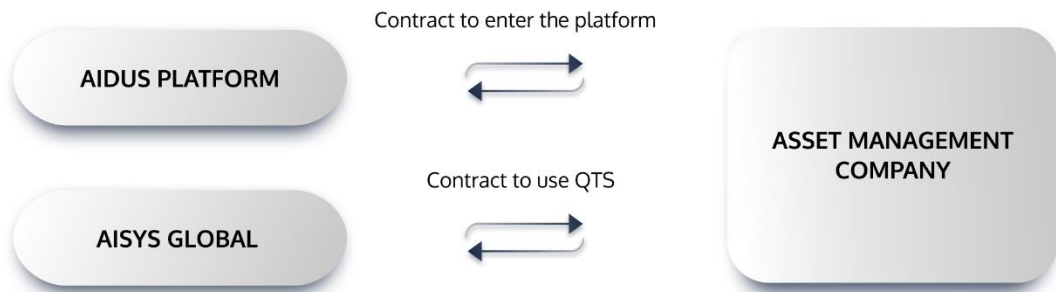 Contract to enter the platform
AIDUS PLATFORM
ASSET MANAGEMENT
COMPANY
Contract to use QTS
AISYS GLOBAL